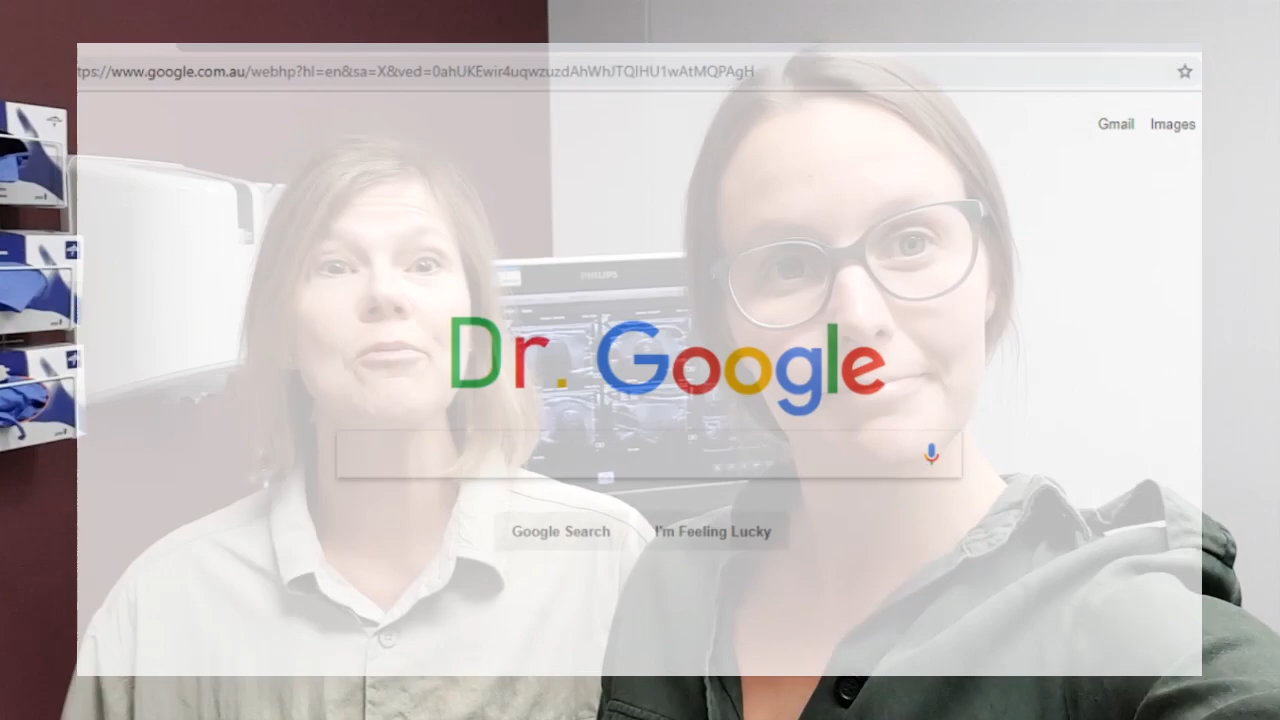 tps://www.google.com.au/webhp?hl=en&sa=X&ved=0ahUKEwir4uqwzuzdAhWhJTQIHU1wAtMQPAgH
Gmail Images
PHILIPS
Dr. Google
Google Search I'm Feeling Lucky